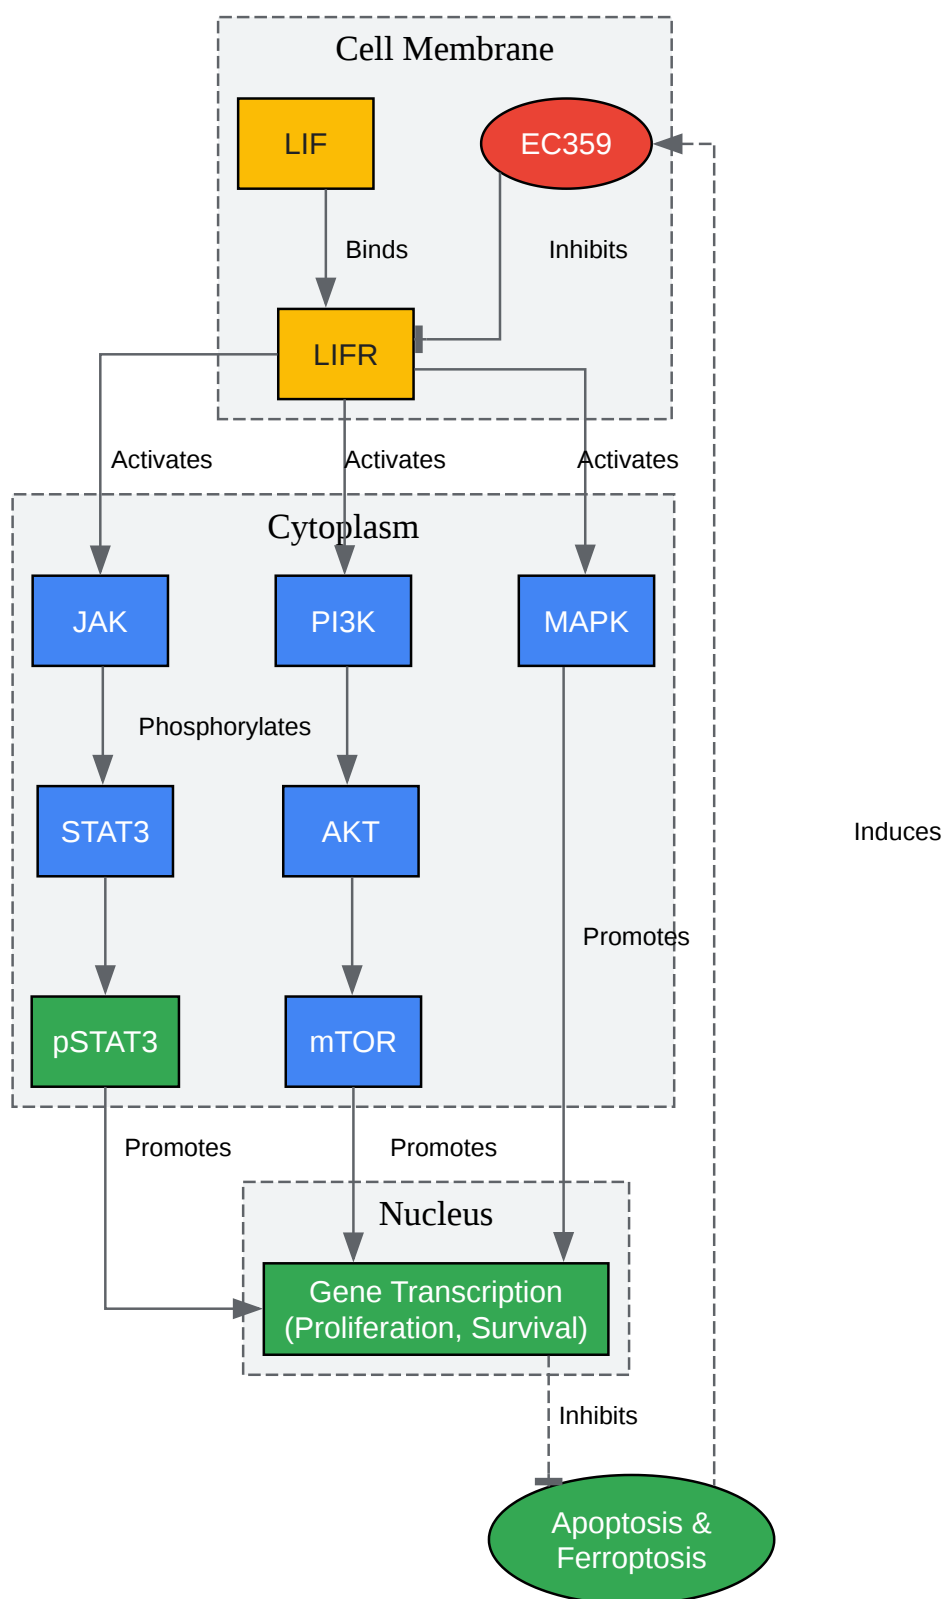 Cell Membrane
LIF
EC359
Binds
Inhibits
LIFR
Activates
Activates
Activates
Cytoplasm
JAK
PI3K
MAPK
Phosphorylates
STAT3
AKT
Induces
Promotes
pSTAT3
mTOR
Promotes
Promotes
Nucleus
Gene Transcription
(Proliferation, Survival)
Inhibits
Apoptosis &
Ferroptosis